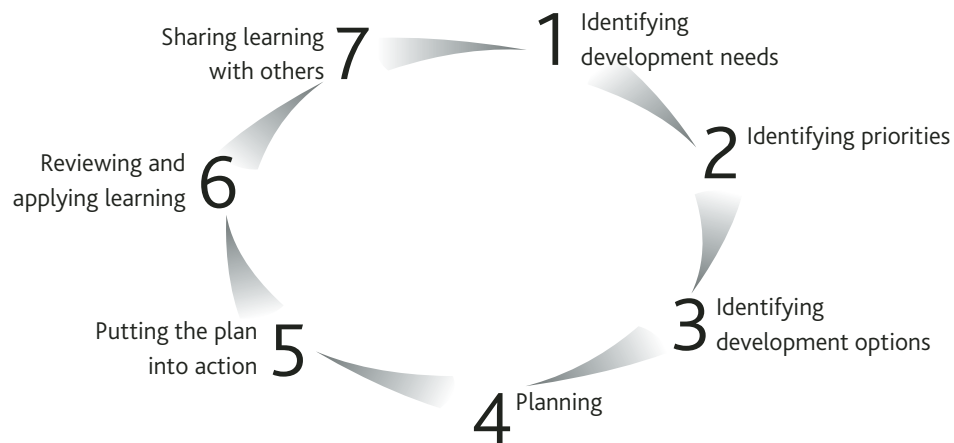 1
Identifying
development needs
2
Identifying priorities
3
Identifying
development options
4
Planning
5
Putting the plan
into action
6
Reviewing and
applying learning
7
Sharing learning
with others